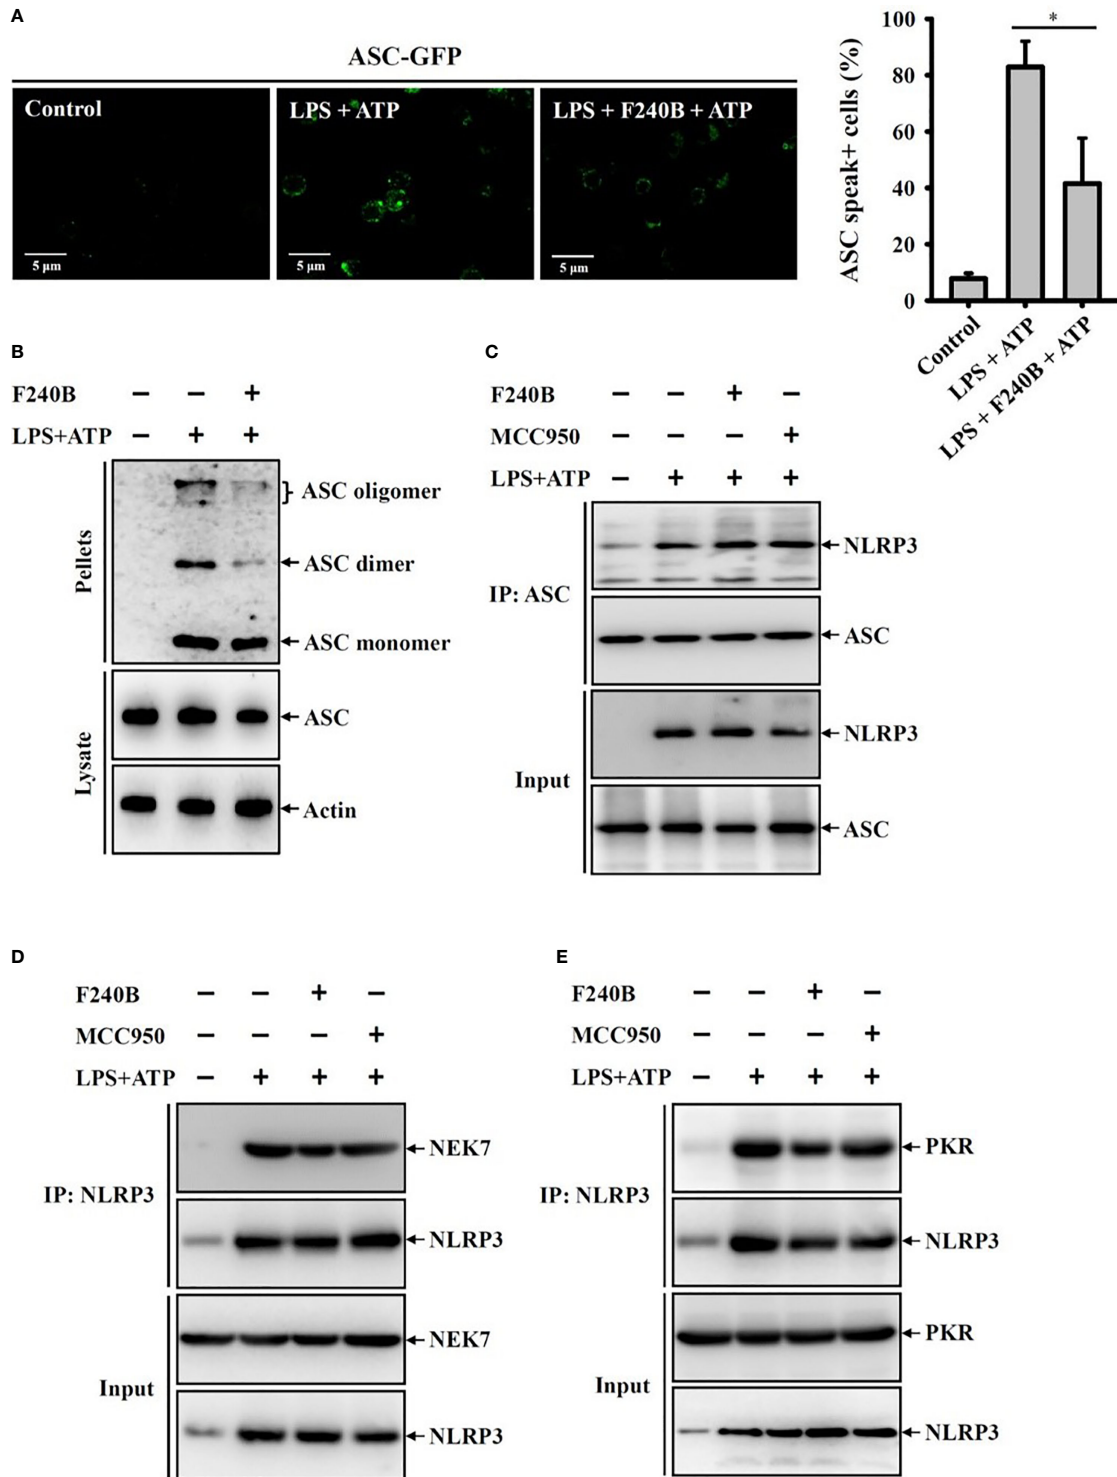 A
ASC-GFP
Control
LPS + ATP
LPS + F240B + ATP
5 μm
5 μm
5 μm
ASC speak+ cells (%)
100
80
60
40
20
0
*
Control
LPS + ATP
LPS + F240B + ATP
B
F240B − − +
LPS+ATP − + +
Pellets
ASC oligomer
ASC dimer
ASC monomer
Lysate
ASC
Actin
C
F240B − − + −
MCC950 − − − +
LPS+ATP − + + +
IP: ASC
NLRP3
ASC
Input
NLRP3
ASC
D
F240B − − + −
MCC950 − − − +
LPS+ATP − + + +
IP: NLRP3
NEK7
NLRP3
Input
NEK7
NLRP3
E
F240B − − + −
MCC950 − − − +
LPS+ATP − + + +
IP: NLRP3
PKR
NLRP3
Input
PKR
NLRP3